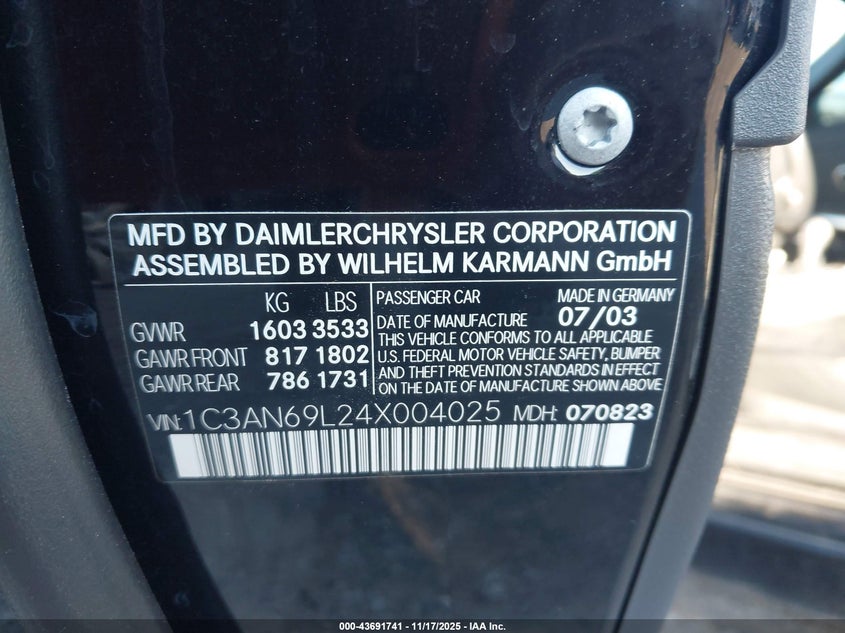 MFD BY DAIMLERCHRYSLER CORPORATION
ASSEMBLED BY WILHELM KARMANN GmbH
KG LBS
GVWR 1603 3533
GAWR FRONT 817 1802
GAWR REAR 786 1731
PASSENGER CAR MADE IN GERMANY
DATE OF MANUFACTURE 07/03
THIS VEHICLE CONFORMS TO ALL APPLICABLE
U.S. FEDERAL MOTOR VEHICLE SAFETY, BUMPER
AND THEFT PREVENTION STANDARDS IN EFFECT
ON THE DATE OF MANUFACTURE SHOWN ABOVE
VIN: 1C3AN69L24X004025 MDH: 070823
000-43691741 - 11/17/2025 - IAA Inc.